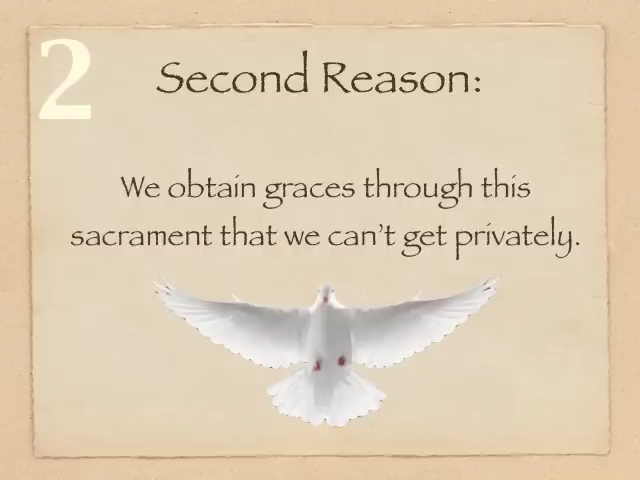 2
Second Reason:
We obtain graces through this
sacrament that we can't get privately.